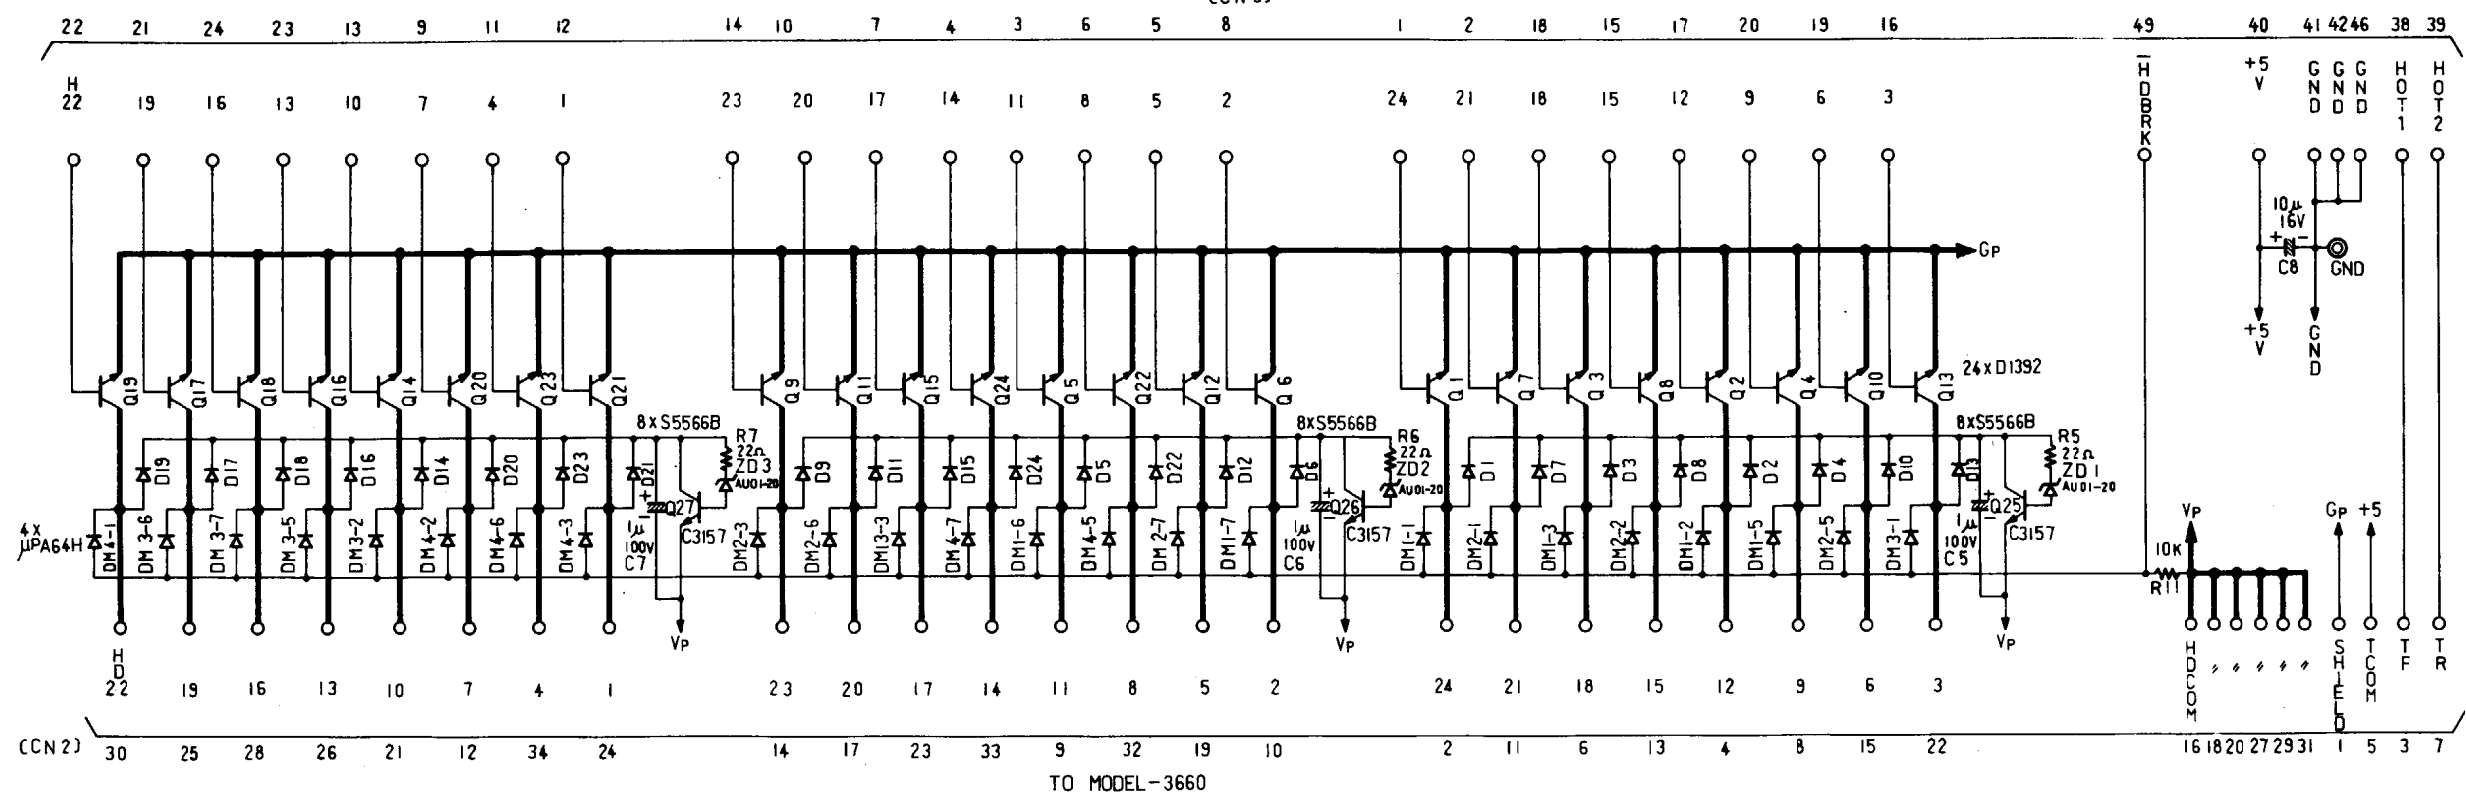 22 21 24 23 13 9 11 12 14 10 7 4 3 6 5 8 1 2 18 15 17 20 19 16 49 40 41 42 46 38 39
H
22 19 16 13 10 7 4 1 23 20 17 14 11 8 5 2 24 21 18 15 12 9 6 3
HDBRK
+5V
GND
GND
GND
HOT1
HOT2
GP
10μ
16V
+ -
C8
GND
+5V
GND
Q19 Q17 Q18 Q16 Q14 Q20 Q23 Q21 Q9 Q11 Q15 Q24 Q5 Q22 Q12 Q6 Q1 Q7 Q3 Q8 Q2 Q4 Q10 Q13
24×D1392
8×S5566B
8×S5566B
8×S5566B
D19 D17 D18 D16 D14 D20 D23 D21 D9 D11 D15 D24 D5 D22 D12 D6 D1 D7 D3 D8 D2 D4 D10 D13
R7
22Ω
ZD3
AU01-20
R6
22Ω
ZD2
AU01-20
R5
22Ω
ZD1
AU01-20
+
Q27
1μ
100V
C7
C3157
+
-
Q26
1μ
100V
C6
C3157
+
-
Q25
1μ
100V
C5
C3157
4×
μPA64H
DM4-1 DM3-6 DM3-7 DM3-5 DM3-2 DM4-2 DM4-6 DM4-3 DM2-3 DM2-6 DM13-3 DM4-7 DM1-6 DM4-5 DM2-7 DM1-7 DM1-1 DM2-1 DM1-3 DM2-2 DM1-2 DM1-5 DM2-5 DM3-1
VP
GP
+5
10K
R11
VP
VP
VP
HD
22 19 16 13 10 7 4 1 23 20 17 14 11 8 5 2 24 21 18 15 12 9 6 3
HDCOM
〃 〃 〃 〃 〃
SHIELD
TCOM
TF
TR
(CN2) 30 25 28 26 21 12 34 24 14 17 23 33 9 32 19 10 2 11 6 13 4 8 15 22 16 18 20 27 29 31 1 5 3 7
TO MODEL-3660